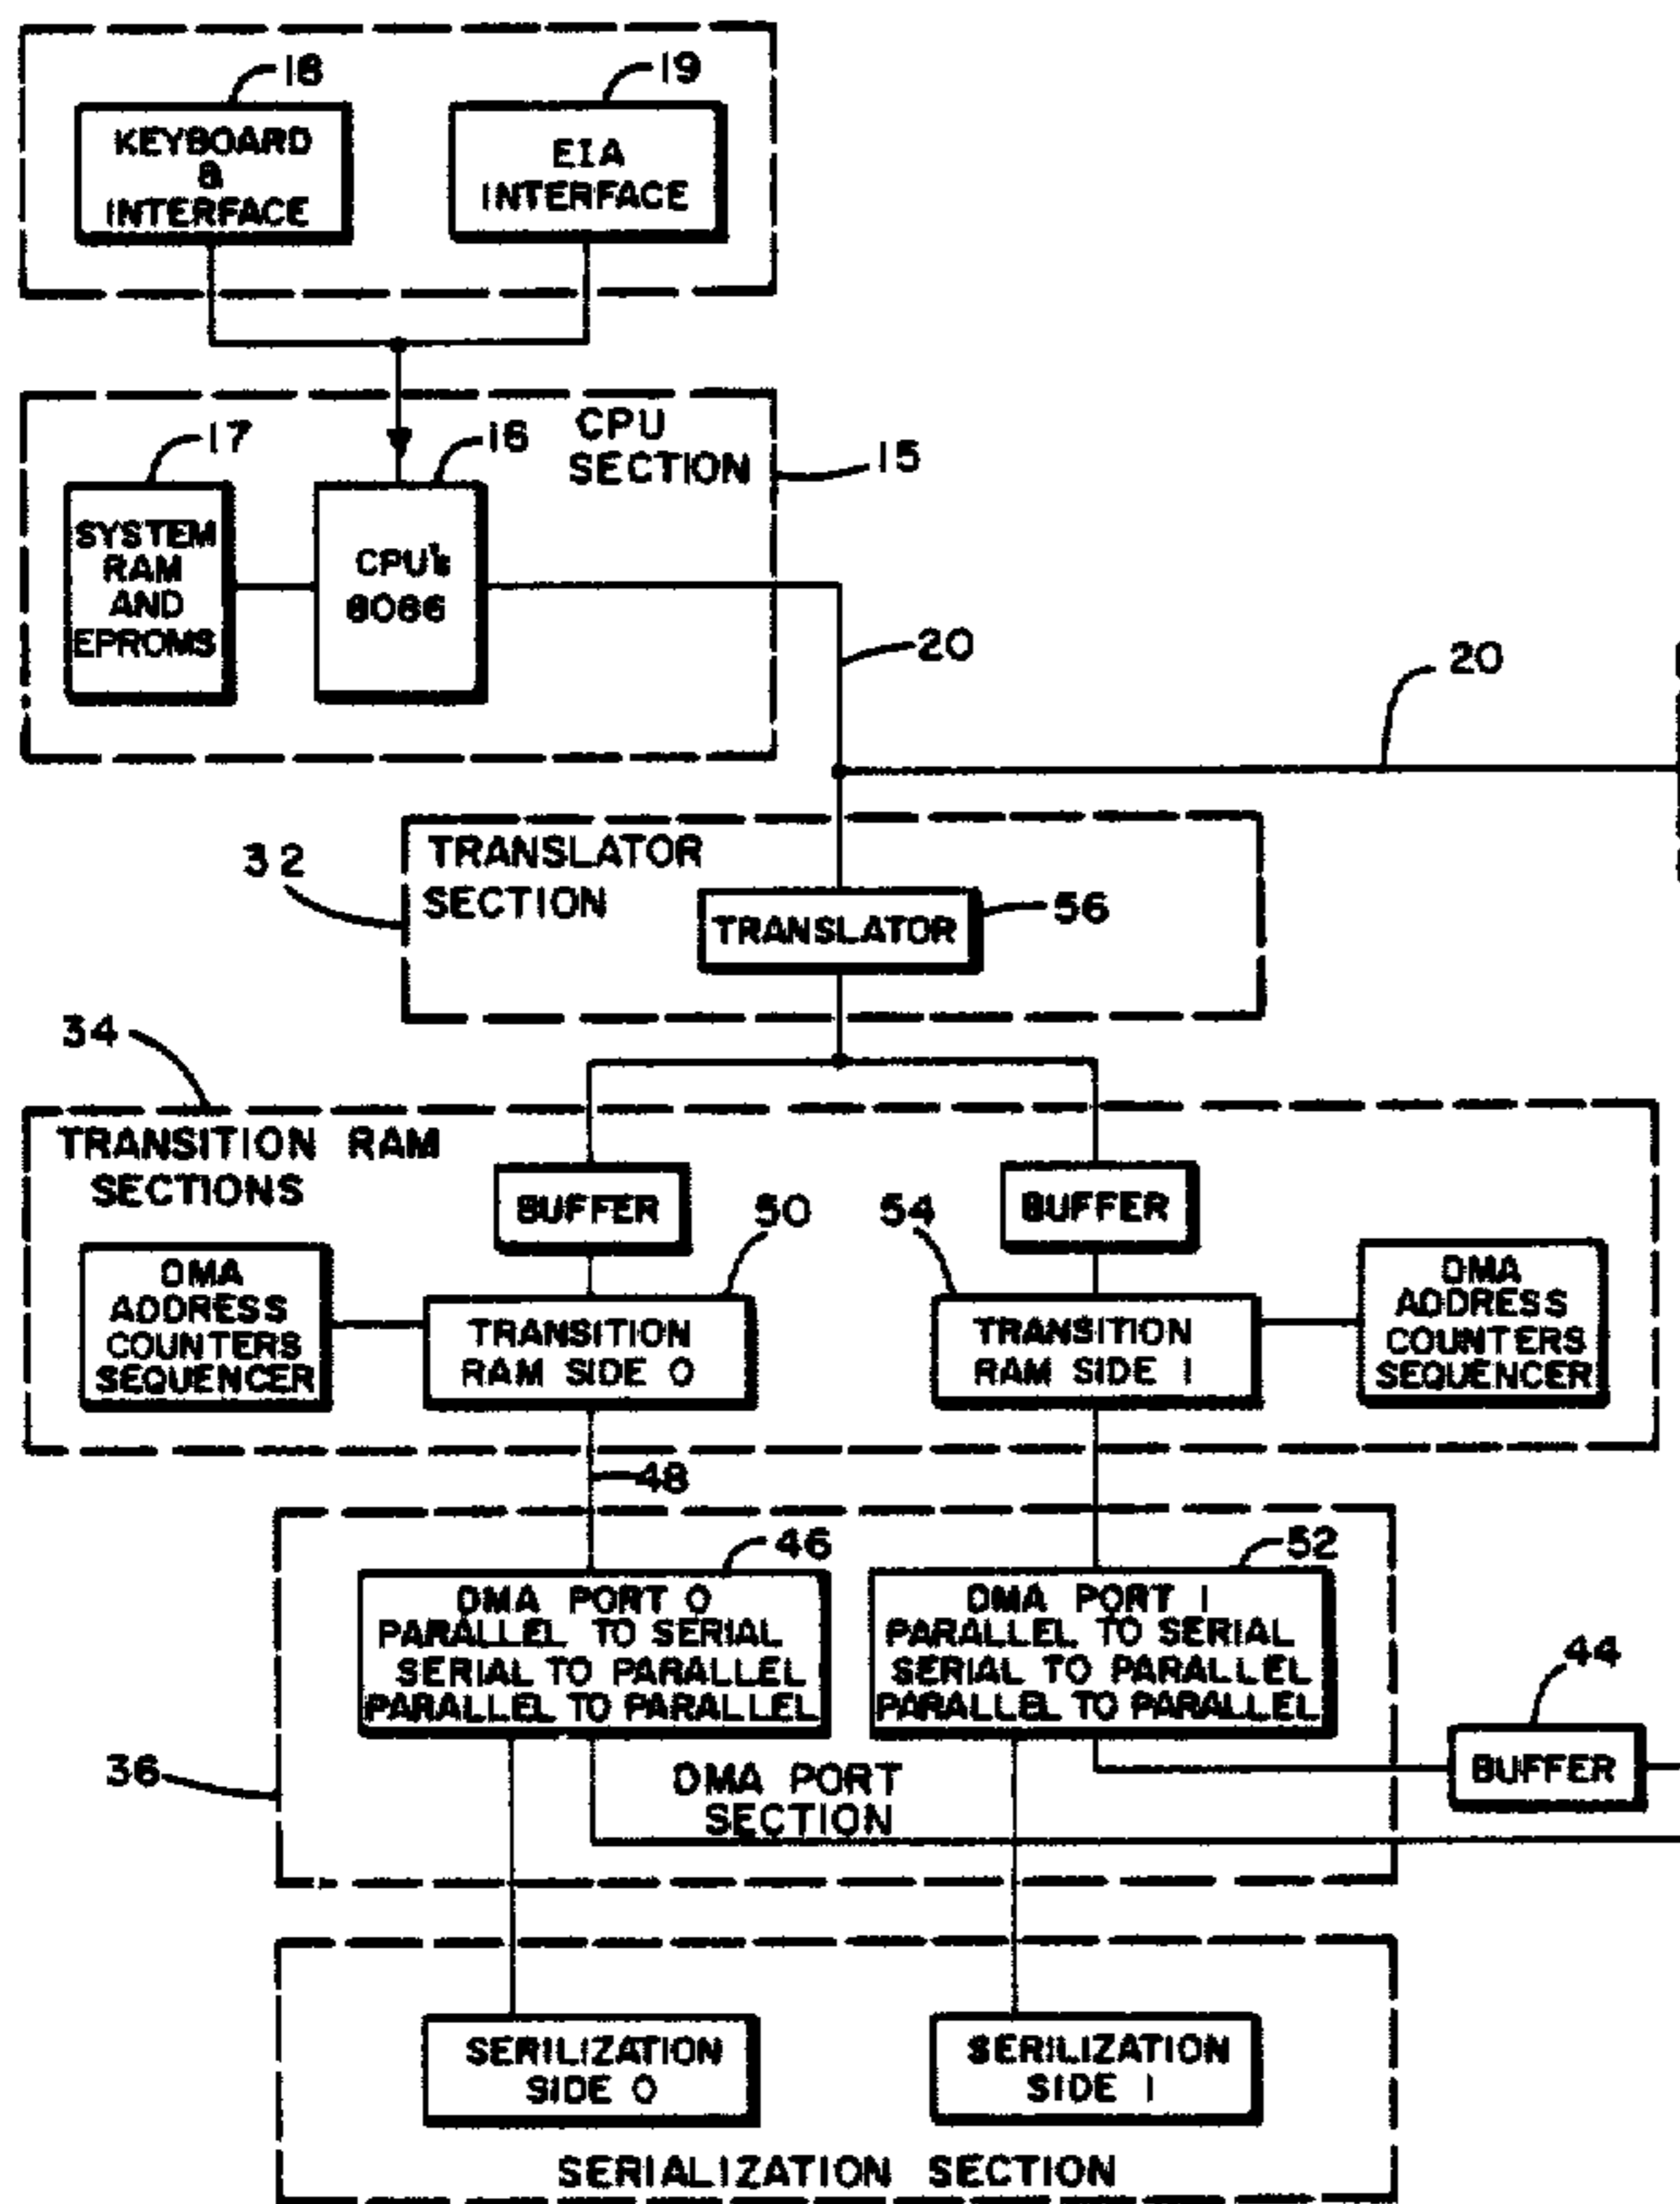 18
19
KEYBOARD
&
INTERFACE
EIA
INTERFACE
17
16
CPU
SECTION
15
SYSTEM
RAM
AND
EPROMS
CPU's
8086
20
20
32
TRANSLATOR
SECTION
TRANSLATOR
56
34
TRANSITION RAM
SECTIONS
BUFFER
50
54
BUFFER
DMA
ADDRESS
COUNTERS
SEQUENCER
TRANSITION
RAM SIDE 0
TRANSITION
RAM SIDE 1
DMA
ADDRESS
COUNTERS
SEQUENCER
48
46
52
DMA PORT 0
PARALLEL TO SERIAL
SERIAL TO PARALLEL
PARALLEL TO PARALLEL
DMA PORT 1
PARALLEL TO SERIAL
SERIAL TO PARALLEL
PARALLEL TO PARALLEL
44
BUFFER
36
DMA PORT
SECTION
SERILIZATION
SIDE 0
SERILIZATION
SIDE 1
SERIALIZATION SECTION